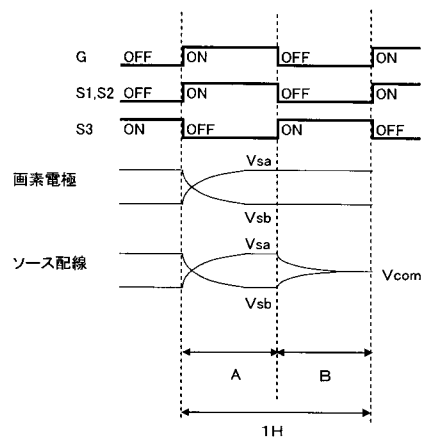 G OFF ON OFF ON
S1,S2 OFF ON OFF ON
S3 ON OFF ON OFF
Vsa
画素電極
Vsb
Vsa
ソース配線
Vcom
Vsb
A B
1H